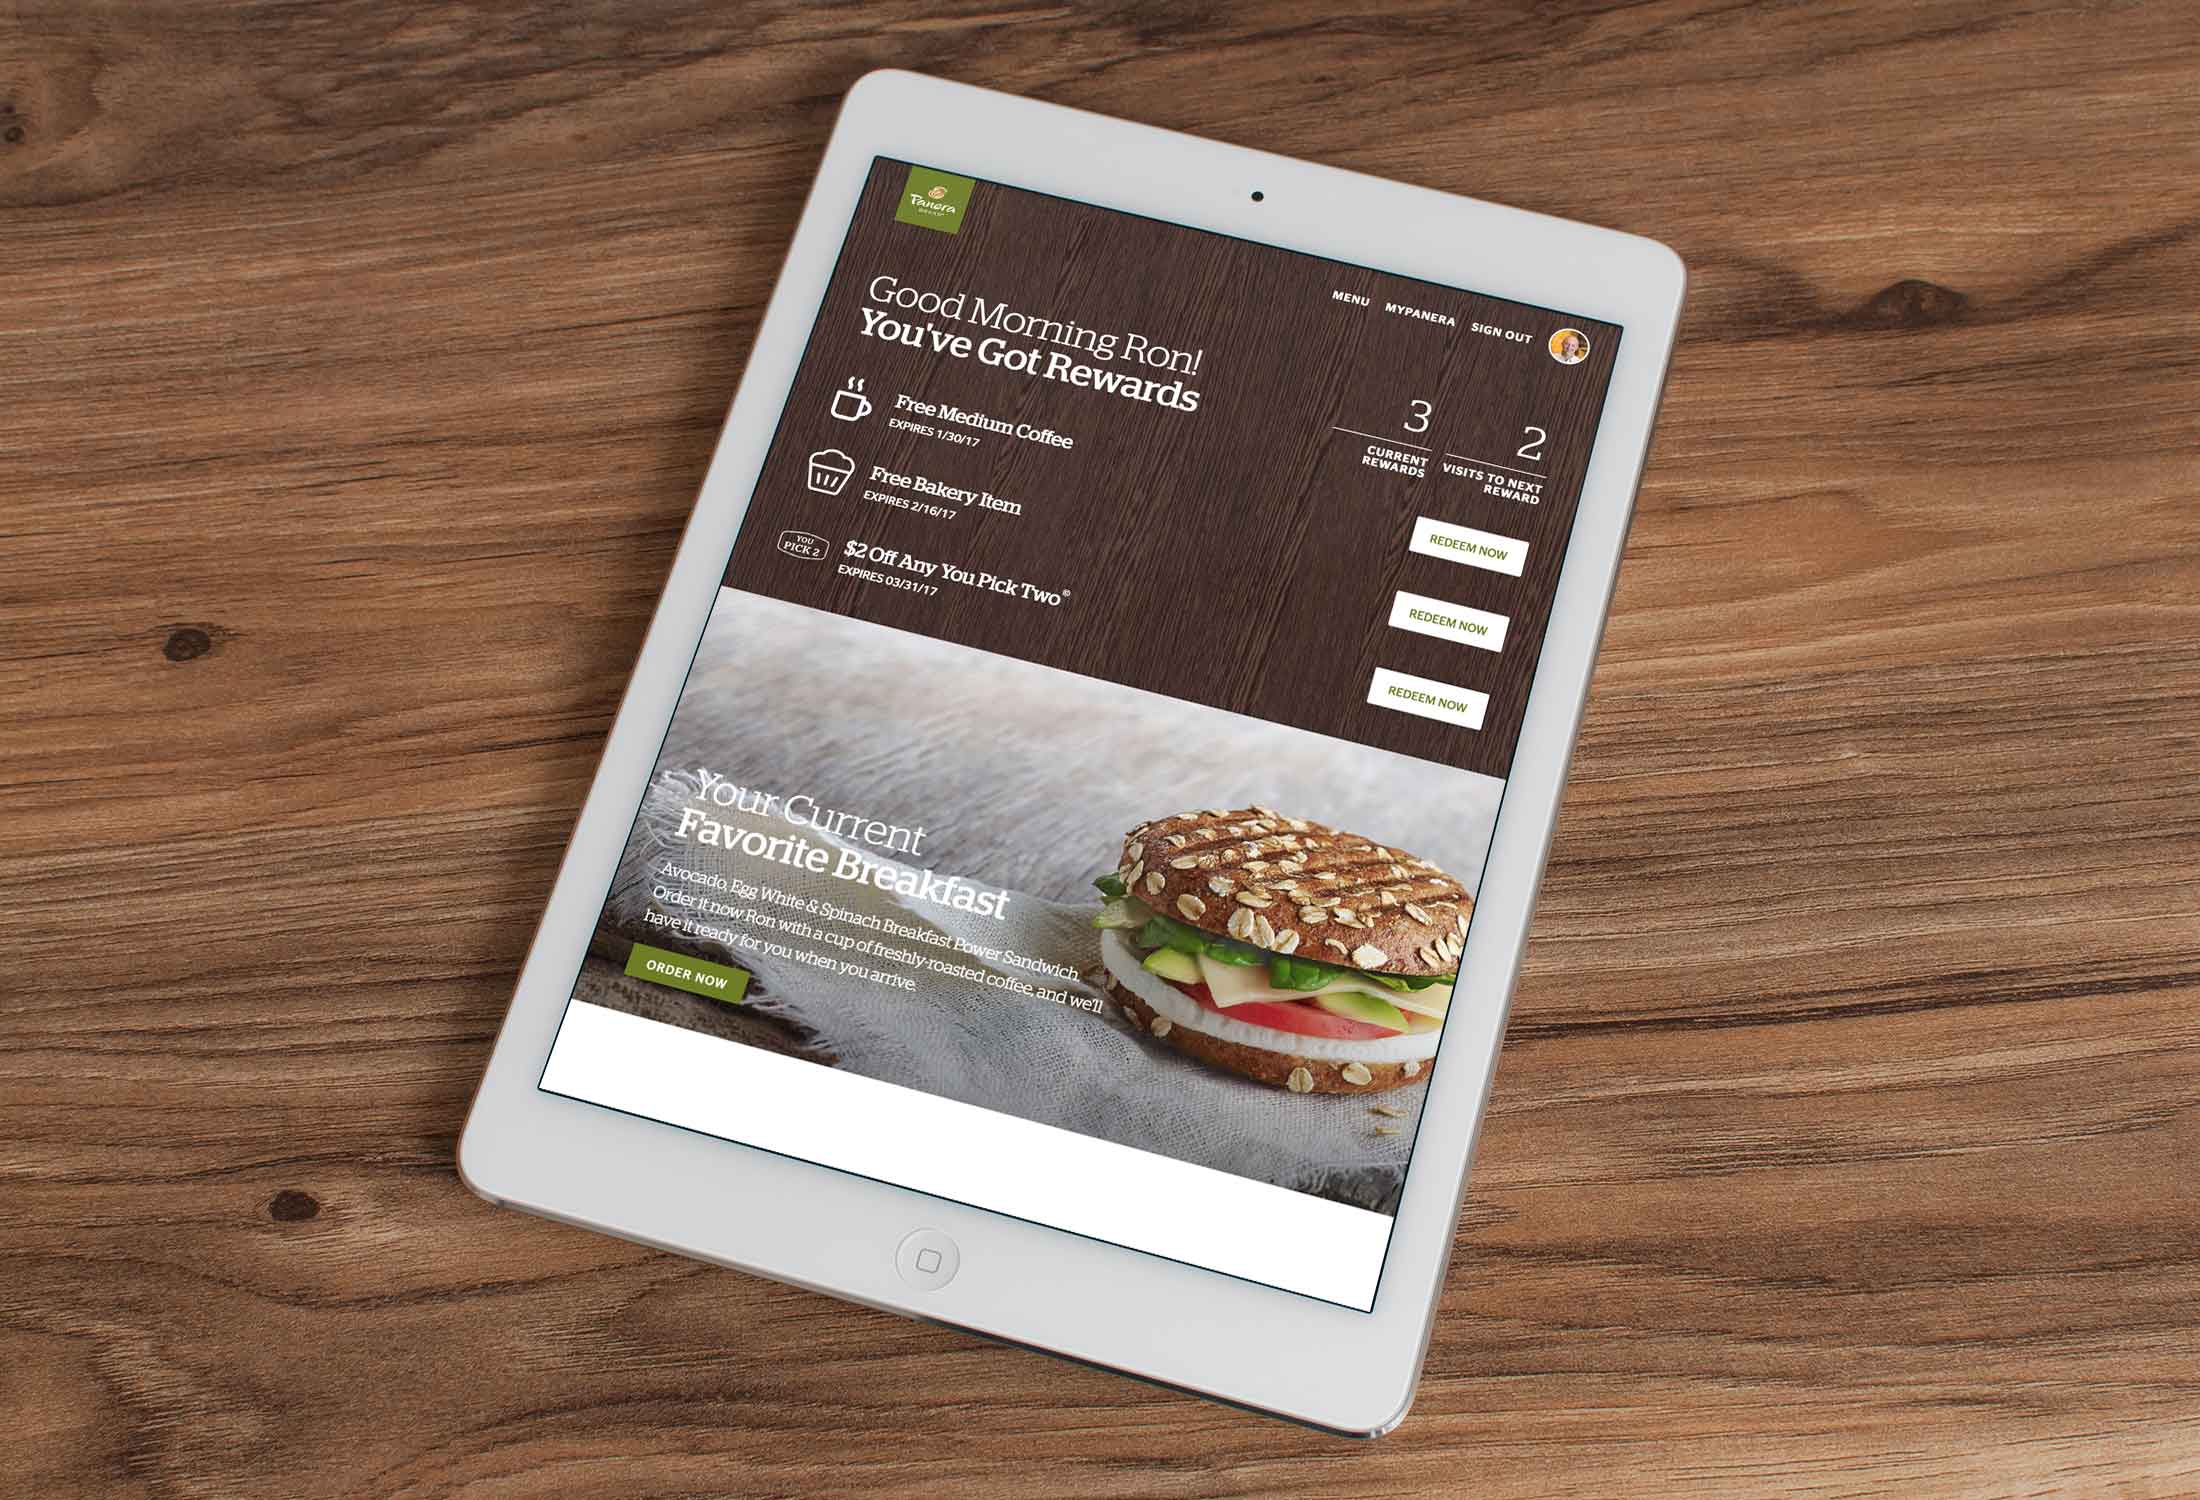 Panera
BREAD
MENU
MYPANERA
SIGN OUT
Good Morning Ron!
You've Got Rewards
3
CURRENT
REWARDS
2
VISITS TO NEXT
REWARD
Free Medium Coffee
EXPIRES 1/30/17
REDEEM NOW
Free Bakery Item
EXPIRES 2/16/17
REDEEM NOW
YOU
PICK 2
$2 Off Any You Pick Two®
EXPIRES 03/31/17
REDEEM NOW
Your Current
Favorite Breakfast
Avocado, Egg White & Spinach Breakfast Power Sandwich.
Order it now Ron with a cup of freshly-roasted coffee, and we'll
have it ready for you when you arrive.
ORDER NOW